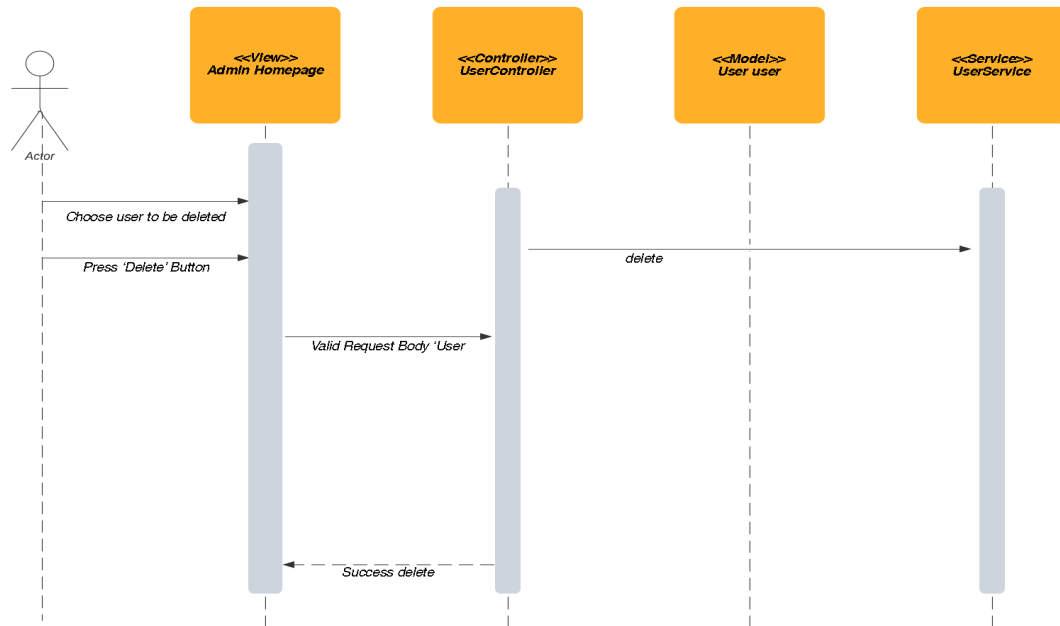 <<View>>
Admin Homepage
<<Controller>>
UserController
<<Model>>
User user
<<Service>>
UserService
Actor
Choose user to be deleted
delete
Press ‘Delete’ Button
Valid Request Body ‘User
Success delete